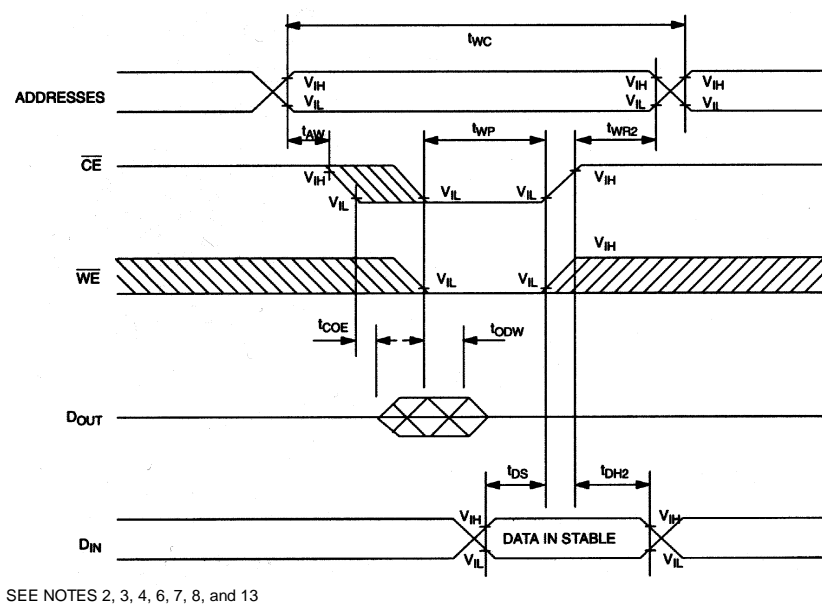 tWC
ADDRESSES VIH VIL VIH VIL VIH VIL
tAW tWP tWR2
CE VIH VIL VIL VIL VIH
WE VIL VIL VIH
tCOE tODW
DOUT
tDS tDH2
DIN VIH VIL DATA IN STABLE VIH VIL
SEE NOTES 2, 3, 4, 6, 7, 8, and 13